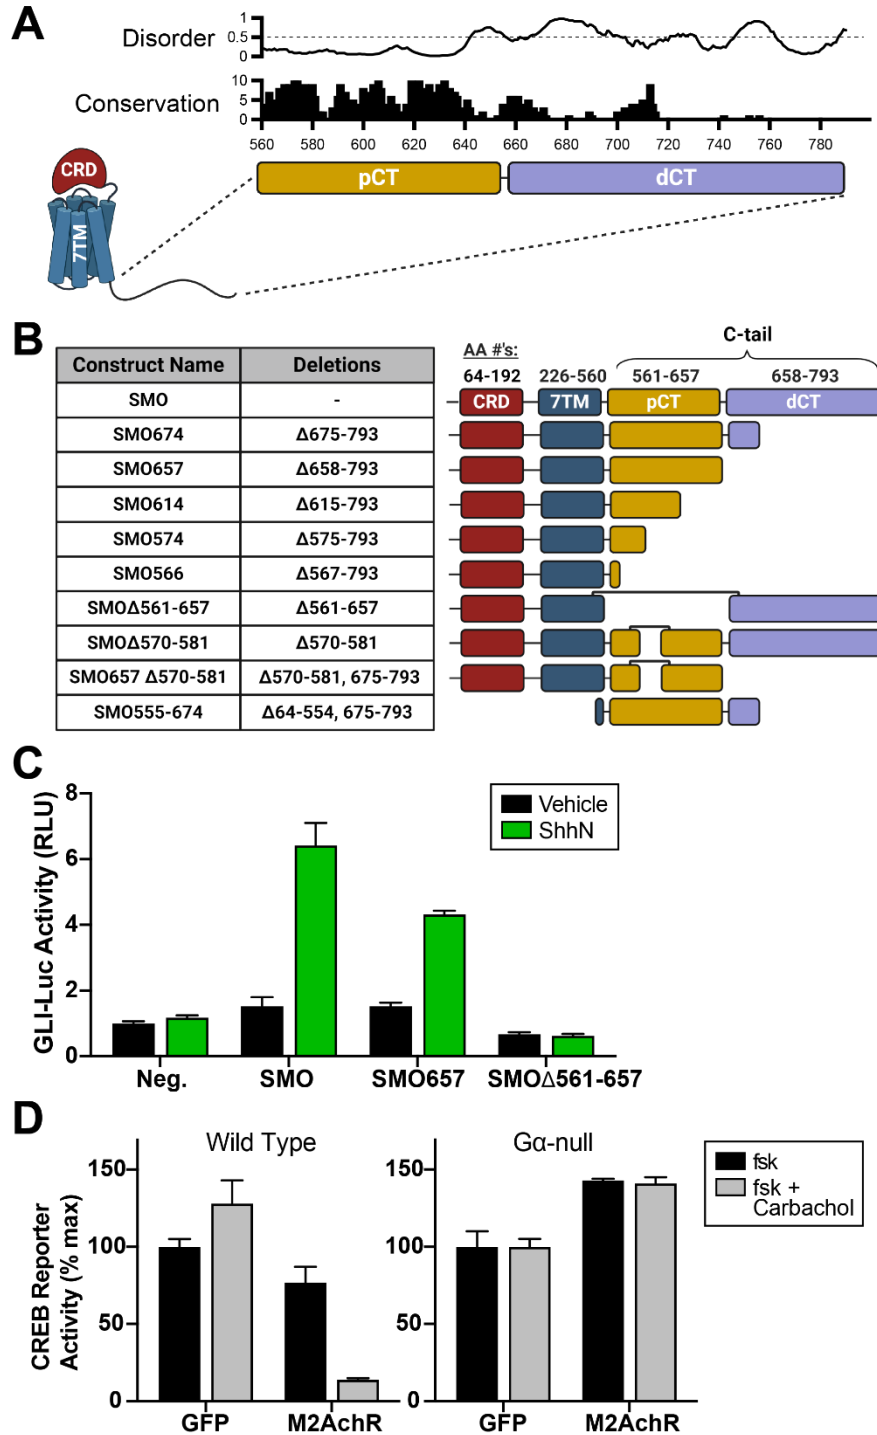 A
Disorder
1
0.5
0
Conservation
10
5
0
560 580 600 620 640 660 680 700 720 740 760 780
CRD
7TM
pCT
dCT
B
Construct Name Deletions
SMO -
SMO674 Δ675-793
SMO657 Δ658-793
SMO614 Δ615-793
SMO574 Δ575-793
SMO566 Δ567-793
SMOΔ561-657 Δ561-657
SMOΔ570-581 Δ570-581
SMO657 Δ570-581 Δ570-581, 675-793
SMO555-674 Δ64-554, 675-793
C-tail
AA #'s:
64-192 226-560 561-657 658-793
CRD 7TM pCT dCT
C
GLI-Luc Activity (RLU)
8
6
4
2
0
Vehicle
ShhN
Neg. SMO SMO657 SMOΔ561-657
D
Wild Type
Gα-null
CREB Reporter
Activity (% max)
150
100
50
0
GFP M2AchR
150
100
50
0
GFP M2AchR
fsk
fsk +
Carbachol